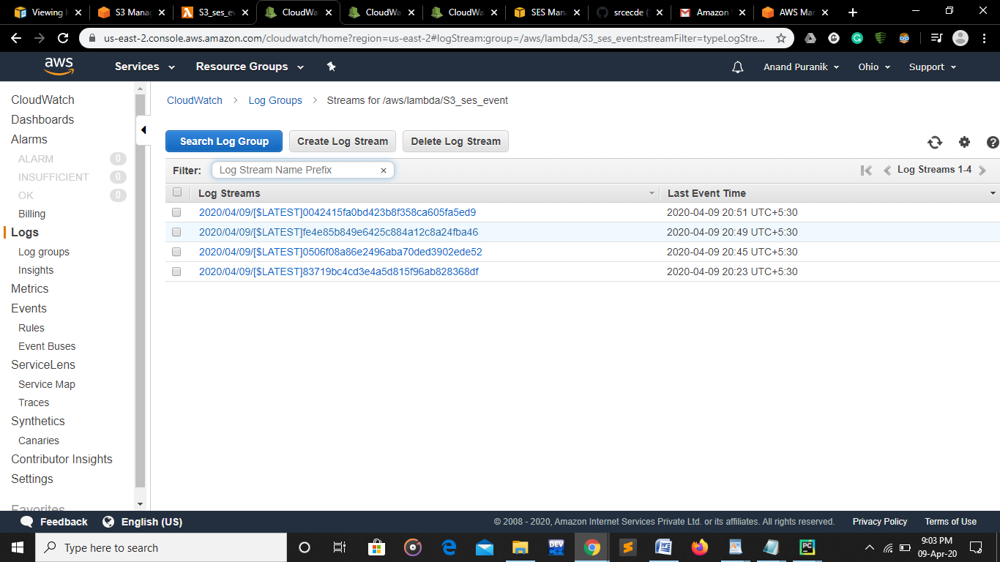 Viewing l
S3 Mana
S3_ses_ev
CloudWat
CloudWa
CloudWa
SES Man
srcecde (
Amazon
AWS Mar
us-east-2.console.aws.amazon.com/cloudwatch/home?region=us-east-2#logStream:group=/aws/lambda/S3_ses_event;streamFilter=typeLogStre...
aws
Services
Resource Groups
Anand Puranik
Ohio
Support
CloudWatch
Dashboards
Alarms
ALARM 0
INSUFFICIENT 0
OK 0
Billing
Logs
Log groups
Insights
Metrics
Events
Rules
Event Buses
ServiceLens
Service Map
Traces
Synthetics
Canaries
Contributor Insights
Settings
Favorites
CloudWatch > Log Groups > Streams for /aws/lambda/S3_ses_event
Search Log Group
Create Log Stream
Delete Log Stream
Filter: Log Stream Name Prefix ×
Log Streams 1-4
Log Streams
Last Event Time
2020/04/09/[$LATEST]0042415fa0bd423b8f358ca605fa5ed9 2020-04-09 20:51 UTC+5:30
2020/04/09/[$LATEST]fe4e85b849e6425c884a12c8a24fba46 2020-04-09 20:49 UTC+5:30
2020/04/09/[$LATEST]0506f08a86e2496aba70ded3902ede52 2020-04-09 20:45 UTC+5:30
2020/04/09/[$LATEST]83719bc4cd3e4a5d815f96ab828368df 2020-04-09 20:23 UTC+5:30
Feedback
English (US)
© 2008 - 2020, Amazon Internet Services Private Ltd. or its affiliates. All rights reserved.
Privacy Policy
Terms of Use
Type here to search
DEV
PC
9:03 PM
09-Apr-20